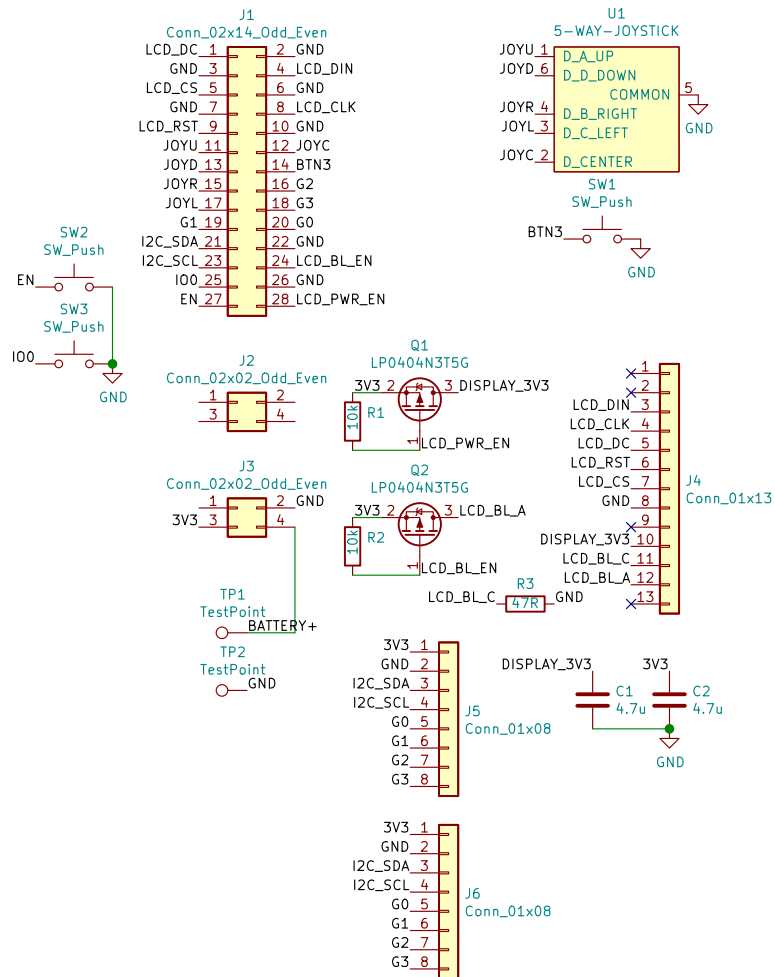 J1
Conn_02x14_Odd_Even
LCD_DC 1 2 GND
GND 3 4 LCD_DIN
LCD_CS 5 6 GND
GND 7 8 LCD_CLK
LCD_RST 9 10 GND
JOYU 11 12 JOYC
JOYD 13 14 BTN3
JOYR 15 16 G2
JOYL 17 18 G3
G1 19 20 G0
I2C_SDA 21 22 GND
I2C_SCL 23 24 LCD_BL_EN
IO0 25 26 GND
EN 27 28 LCD_PWR_EN
U1
5-WAY-JOYSTICK
JOYU 1 D_A_UP
JOYD 6 D_D_DOWN
COMMON 5
GND
JOYR 4 D_B_RIGHT
JOYL 3 D_C_LEFT
JOYC 2 D_CENTER
SW1
SW_Push
BTN3
GND
SW2
SW_Push
EN
SW3
SW_Push
IO0
GND
J2
Conn_02x02_Odd_Even
1 2
3 4
Q1
LP0404N3T5G
3V3 2 3 DISPLAY_3V3
10k R1
1
LCD_PWR_EN
J3
Conn_02x02_Odd_Even
1 2 GND
3V3 3 4
Q2
LP0404N3T5G
3V3 2 3 LCD_BL_A
10k R2
1
LCD_BL_EN
1
2
LCD_DIN 3
LCD_CLK 4
LCD_DC 5
LCD_RST 6
LCD_CS 7
GND 8
9
DISPLAY_3V3 10
LCD_BL_C 11
LCD_BL_A 12
13
J4
Conn_01x13
R3
LCD_BL_C 47R GND
TP1
TestPoint
BATTERY+
TP2
TestPoint
GND
3V3 1
GND 2
I2C_SDA 3
I2C_SCL 4
G0 5
G1 6
G2 7
G3 8
J5
Conn_01x08
DISPLAY_3V3
3V3
C1
4.7u
C2
4.7u
GND
3V3 1
GND 2
I2C_SDA 3
I2C_SCL 4
G0 5
G1 6
G2 7
G3 8
J6
Conn_01x08